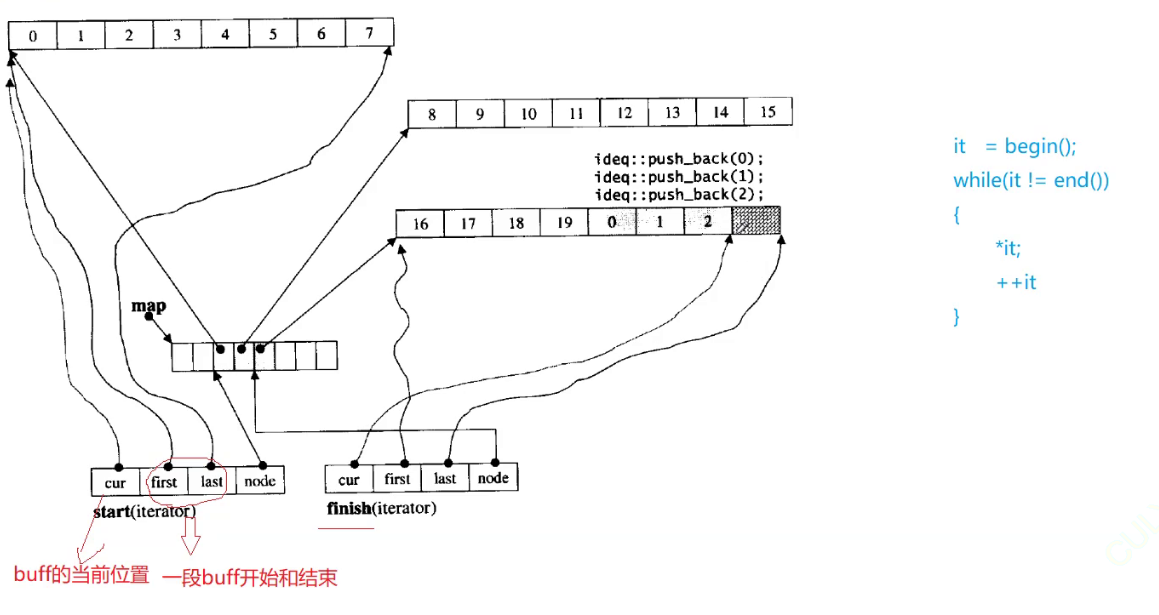 0 1 2 3 4 5 6 7
8 9 10 11 12 13 14 15
ideq::push_back(0);
ideq::push_back(1);
ideq::push_back(2);
16 17 18 19 0 1 2
map
cur first last node
start(iterator)
cur first last node
finish(iterator)
buff的当前位置
一段buff开始和结束
it = begin();
while(it != end())
{
*it;
++it
}